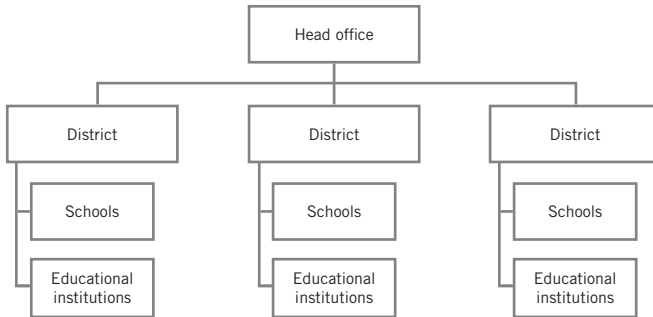 Head office
District
District
District
Schools
Schools
Schools
Educational
institutions
Educational
institutions
Educational
institutions